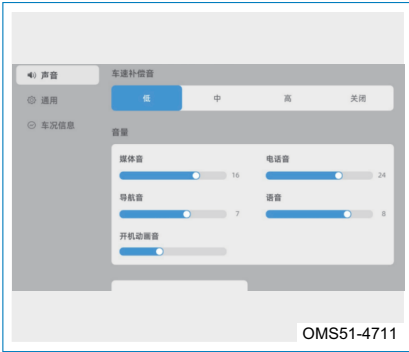 声音
车速补偿音
通用
低 中 高 关闭
车况信息
音量
媒体音 电话音
16 24
导航音 语音
7 8
开机动画音
OMS51-4711